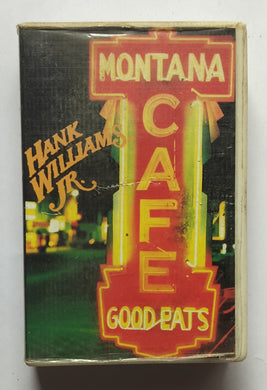 MONTANA
CAFE
GOOD EATS
HANK
WILLIAMS
JR.